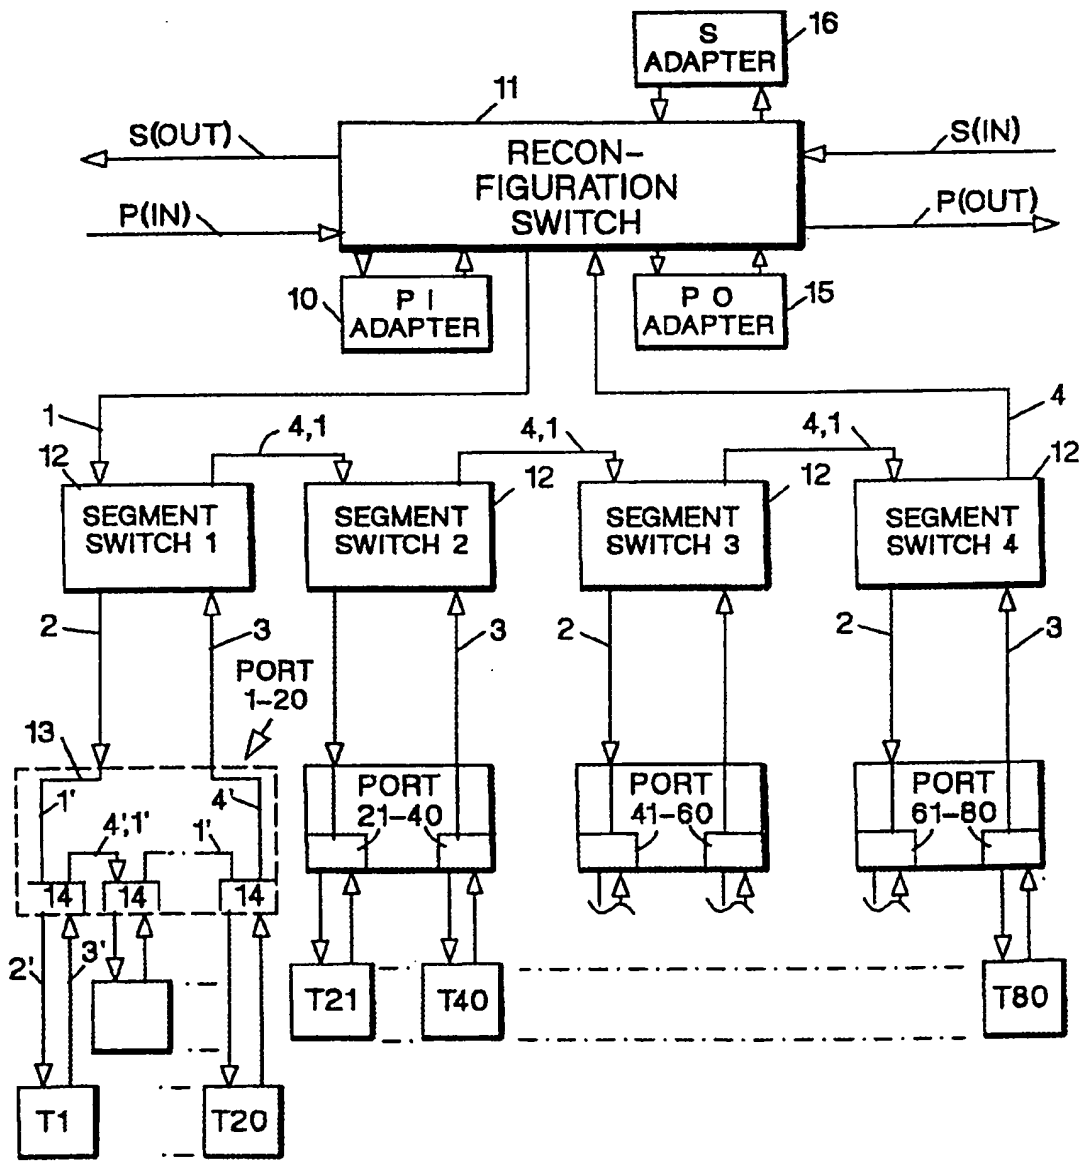 S
ADAPTER
16
11
S(OUT)
S(IN)
RECON-
FIGURATION
SWITCH
P(IN)
P(OUT)
10
P I
ADAPTER
P O
ADAPTER
15
1
4,1
4,1
4,1
4
12
12
12
12
SEGMENT
SWITCH 1
SEGMENT
SWITCH 2
SEGMENT
SWITCH 3
SEGMENT
SWITCH 4
2
3
3
2
2
3
PORT
1-20
13
1'
4'
4',1'
1'
PORT
21-40
PORT
41-60
PORT
61-80
14
14
14
2'
3'
T21
T40
T80
T1
T20